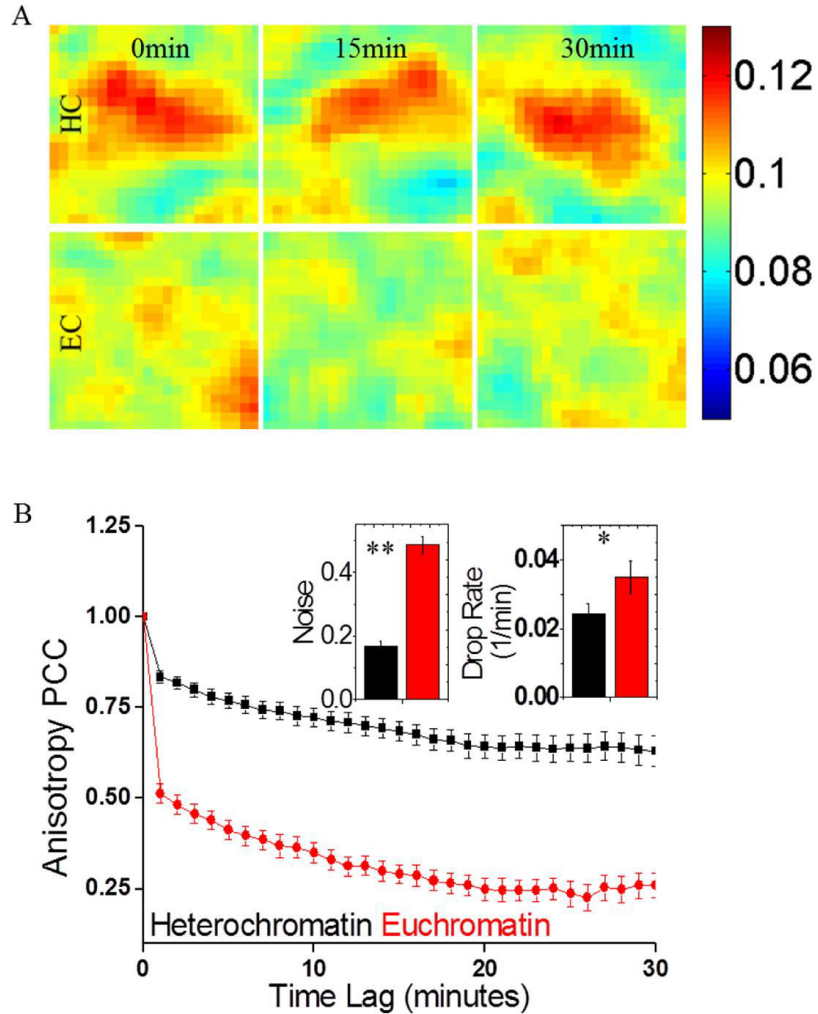 A
0min 15min 30min
HC
EC
0.12
0.1
0.08
0.06
B
Anisotropy PCC
1.25
1.00
0.75
0.50
0.25
Noise
0.4
0.2
0.0
**
Drop Rate
(1/min)
0.04
0.02
0.00
*
Heterochromatin Euchromatin
0 10 20 30
Time Lag (minutes)